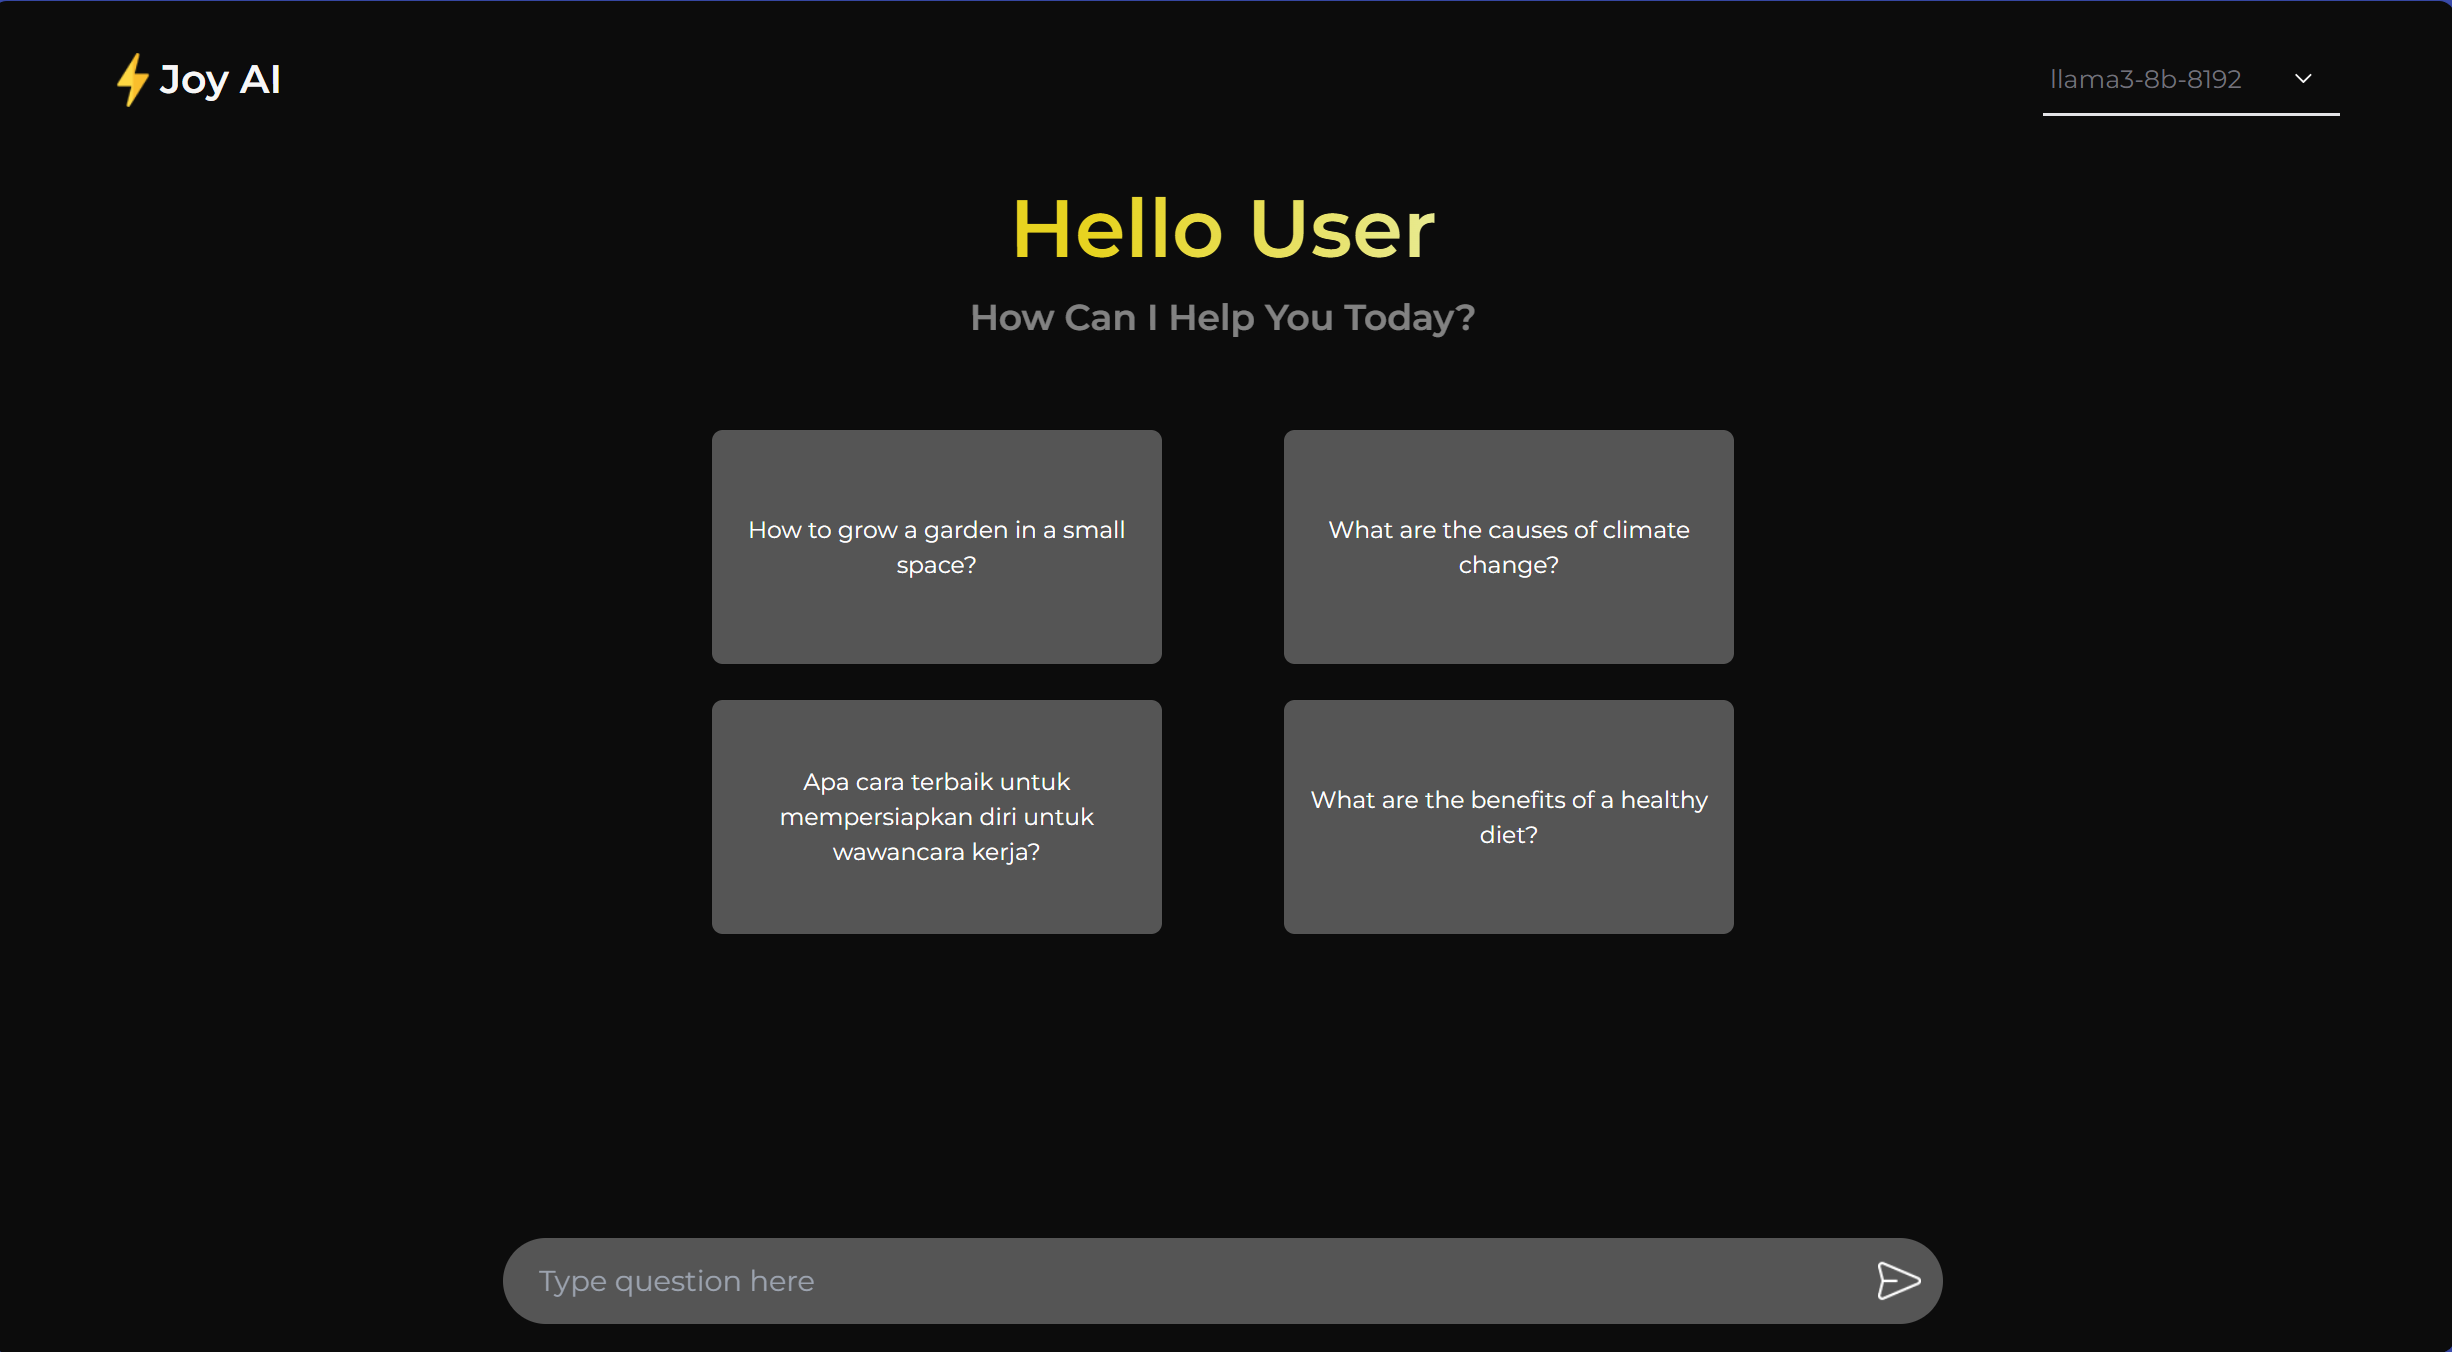 Joy AI
llama3-8b-8192
Hello User
How Can I Help You Today?
How to grow a garden in a small
space?
What are the causes of climate
change?
Apa cara terbaik untuk
mempersiapkan diri untuk
wawancara kerja?
What are the benefits of a healthy
diet?
Type question here